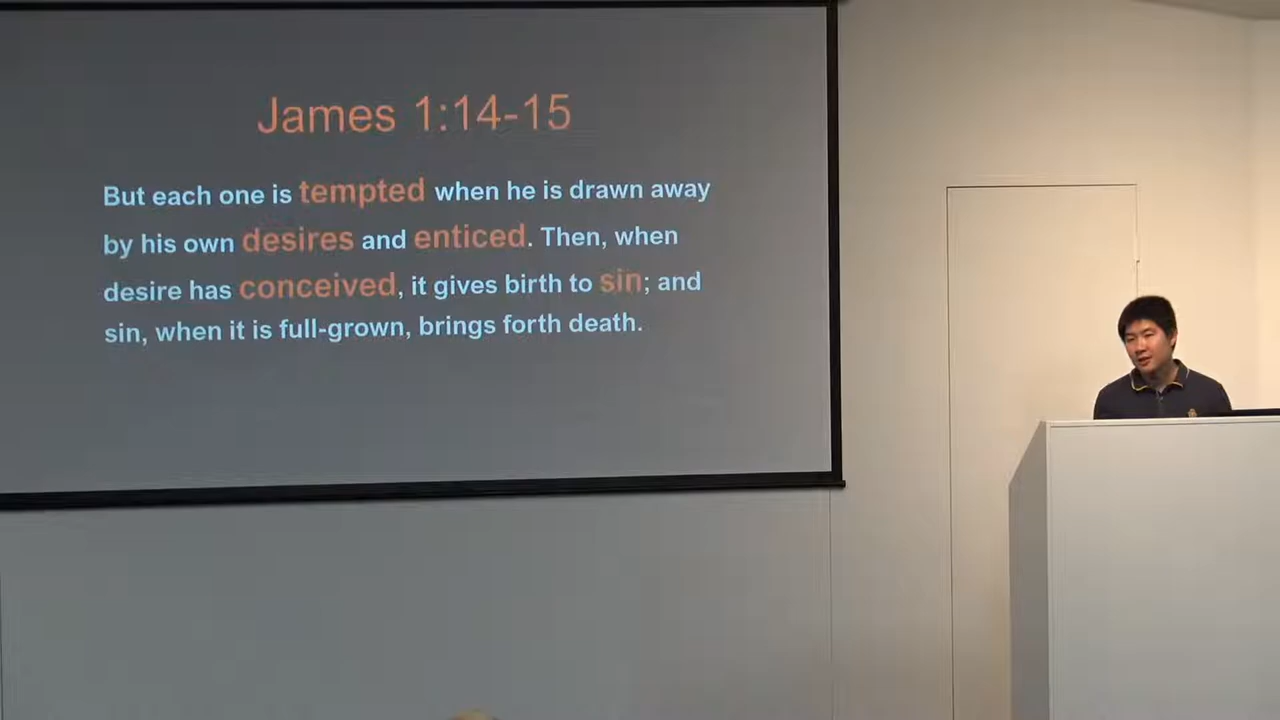 James 1:14-15
But each one is tempted when he is drawn away
by his own desires and enticed. Then, when
desire has conceived, it gives birth to sin; and
sin, when it is full-grown, brings forth death.